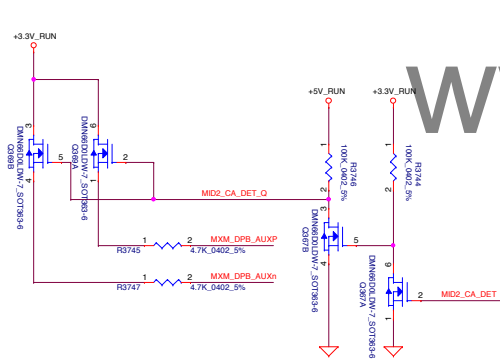 +3.3V_RUN
W
+5V_RUN
+3.3V_RUN
3
6
DMN66D0LDW-7_SOT363-6
Q369B
5
4
DMN66D0LDW-7_SOT363-6
Q369A
2
1
1
R3746
100K_0402_5%
2
1
R3744
100K_0402_5%
2
MID2_CA_DET_Q
3
DMN66D0LDW-7_SOT363-6
Q367B
5
4
1
2
MXM_DPB_AUXP
R3745
4.7K_0402_5%
6
DMN66D0LDW-7_SOT363-6
Q367A
2
MID2_CA_DET
1
1
2
MXM_DPB_AUXn
R3747
4.7K_0402_5%